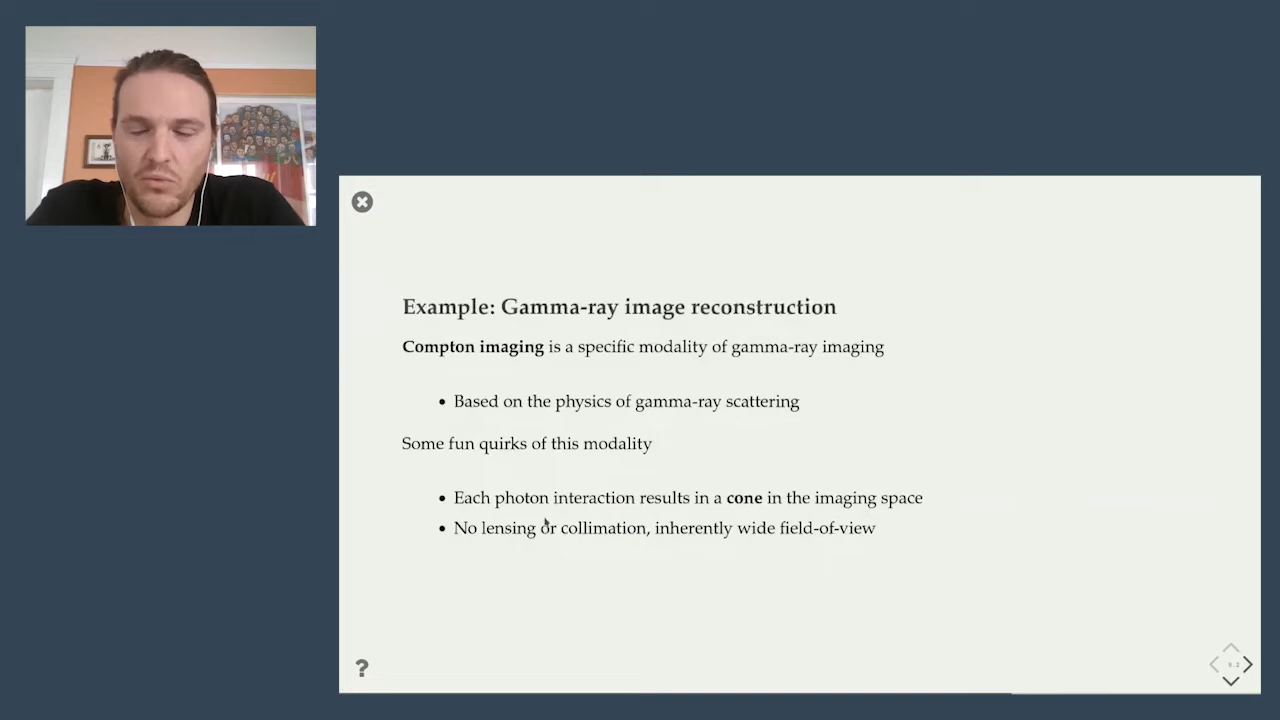 Example: Gamma-ray image reconstruction
Compton imaging is a specific modality of gamma-ray imaging
• Based on the physics of gamma-ray scattering
Some fun quirks of this modality
• Each photon interaction results in a cone in the imaging space
• No lensing or collimation, inherently wide field-of-view
?